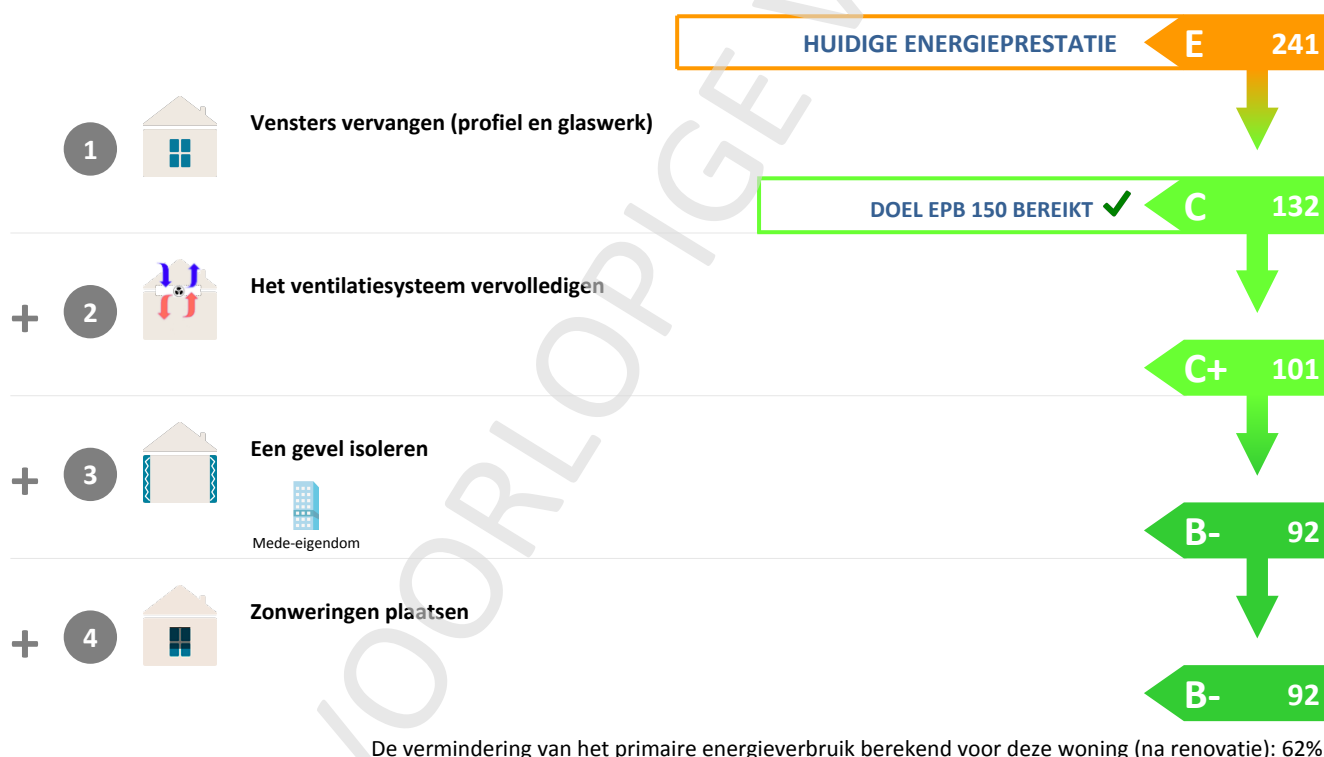 HUIDIGE ENERGIEPRESTATIE E 241
1 Vensters vervangen (profiel en glaswerk)
DOEL EPB 150 BEREIKT ✔ C 132
+ 2 Het ventilatiesysteem vervolledigen
C+ 101
+ 3 Een gevel isoleren
Mede-eigendom
B- 92
+ 4 Zonweringen plaatsen
B- 92
De vermindering van het primaire energieverbruik berekend voor deze woning (na renovatie): 62%
VOORLOPIGE V